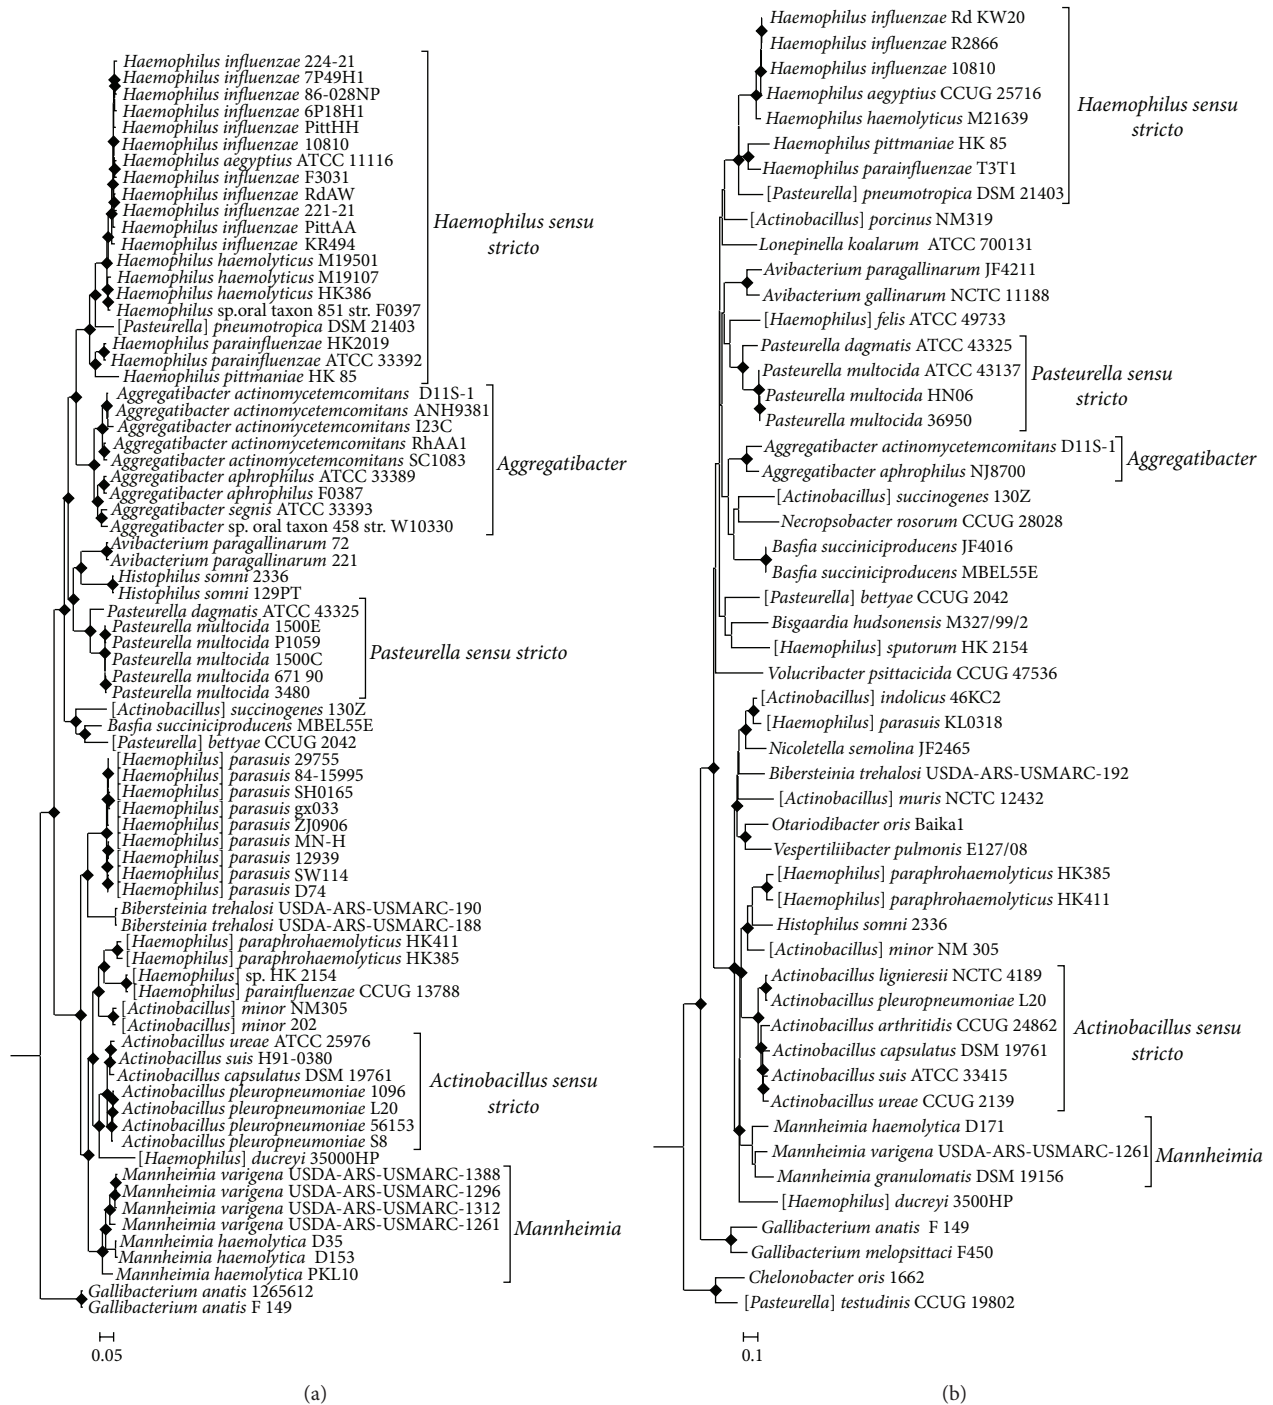 Haemophilus influenzae 224-21
Haemophilus influenzae 7P49H1
Haemophilus influenzae 86-028NP
Haemophilus influenzae 6P18H1
Haemophilus influenzae PittHH
Haemophilus influenzae 10810
Haemophilus aegyptius ATCC 11116
Haemophilus influenzae F3031
Haemophilus influenzae RdAW
Haemophilus influenzae 221-21
Haemophilus influenzae PittAA
Haemophilus influenzae KR494
Haemophilus haemolyticus M19501
Haemophilus haemolyticus M19107
Haemophilus haemolyticus HK386
Haemophilus sp.oral taxon 851 str. F0397
[Pasteurella] pneumotropica DSM 21403
Haemophilus parainfluenzae HK2019
Haemophilus parainfluenzae ATCC 33392
Haemophilus pittmaniae HK 85
Haemophilus sensu
stricto
Aggregatibacter actinomycetemcomitans D11S-1
Aggregatibacter actinomycetemcomitans ANH9381
Aggregatibacter actinomycetemcomitans I23C
Aggregatibacter actinomycetemcomitans RhAA1
Aggregatibacter actinomycetemcomitans SC1083
Aggregatibacter aphrophilus ATCC 33389
Aggregatibacter aphrophilus F0387
Aggregatibacter segnis ATCC 33393
Aggregatibacter sp. oral taxon 458 str. W10330
Aggregatibacter
Avibacterium paragallinarum 72
Avibacterium paragallinarum 221
Histophilus somni 2336
Histophilus somni 129PT
Pasteurella dagmatis ATCC 43325
Pasteurella multocida 1500E
Pasteurella multocida P1059
Pasteurella multocida 1500C
Pasteurella multocida 671 90
Pasteurella multocida 3480
Pasteurella sensu stricto
[Actinobacillus] succinogenes 130Z
Basfia succiniciproducens MBEL55E
[Pasteurella] bettyae CCUG 2042
[Haemophilus] parasuis 29755
[Haemophilus] parasuis 84-15995
[Haemophilus] parasuis SH0165
[Haemophilus] parasuis gx033
[Haemophilus] parasuis ZJ0906
[Haemophilus] parasuis MN-H
[Haemophilus] parasuis 12939
[Haemophilus] parasuis SW114
[Haemophilus] parasuis D74
Bibersteinia trehalosi USDA-ARS-USMARC-190
Bibersteinia trehalosi USDA-ARS-USMARC-188
[Haemophilus] paraphrohaemolyticus HK411
[Haemophilus] paraphrohaemolyticus HK385
[Haemophilus] sp. HK 2154
[Haemophilus] parainfluenzae CCUG 13788
[Actinobacillus] minor NM305
[Actinobacillus] minor 202
Actinobacillus ureae ATCC 25976
Actinobacillus suis H91-0380
Actinobacillus capsulatus DSM 19761
Actinobacillus pleuropneumoniae 1096
Actinobacillus pleuropneumoniae L20
Actinobacillus pleuropneumoniae 56153
Actinobacillus pleuropneumoniae S8
Actinobacillus sensu
stricto
[Haemophilus] ducreyi 35000HP
Mannheimia varigena USDA-ARS-USMARC-1388
Mannheimia varigena USDA-ARS-USMARC-1296
Mannheimia varigena USDA-ARS-USMARC-1312
Mannheimia varigena USDA-ARS-USMARC-1261
Mannheimia haemolytica D35
Mannheimia haemolytica D153
Mannheimia haemolytica PKL10
Mannheimia
Gallibacterium anatis 1265612
Gallibacterium anatis F 149
0.05
(a)
Haemophilus influenzae Rd KW20
Haemophilus influenzae R2866
Haemophilus influenzae 10810
Haemophilus aegyptius CCUG 25716
Haemophilus haemolyticus M21639
Haemophilus pittmaniae HK 85
Haemophilus parainfluenzae T3T1
[Pasteurella] pneumotropica DSM 21403
Haemophilus sensu
stricto
[Actinobacillus] porcinus NM319
Lonepinella koalarum ATCC 700131
Avibacterium paragallinarum JF4211
Avibacterium gallinarum NCTC 11188
[Haemophilus] felis ATCC 49733
Pasteurella dagmatis ATCC 43325
Pasteurella multocida ATCC 43137
Pasteurella multocida HN06
Pasteurella multocida 36950
Pasteurella sensu
stricto
Aggregatibacter actinomycetemcomitans D11S-1
Aggregatibacter aphrophilus NJ8700
Aggregatibacter
[Actinobacillus] succinogenes 130Z
Necropsobacter rosorum CCUG 28028
Basfia succiniciproducens JF4016
Basfia succiniciproducens MBEL55E
[Pasteurella] bettyae CCUG 2042
Bisgaardia hudsonensis M327/99/2
[Haemophilus] sputorum HK 2154
Volucribacter psittacicida CCUG 47536
[Actinobacillus] indolicus 46KC2
[Haemophilus] parasuis KL0318
Nicoletella semolina JF2465
Bibersteinia trehalosi USDA-ARS-USMARC-192
[Actinobacillus] muris NCTC 12432
Otariodibacter oris Baika1
Vespertiliibacter pulmonis E127/08
[Haemophilus] paraphrohaemolyticus HK385
[Haemophilus] paraphrohaemolyticus HK411
Histophilus somni 2336
[Actinobacillus] minor NM 305
Actinobacillus lignieresii NCTC 4189
Actinobacillus pleuropneumoniae L20
Actinobacillus arthritidis CCUG 24862
Actinobacillus capsulatus DSM 19761
Actinobacillus suis ATCC 33415
Actinobacillus ureae CCUG 2139
Actinobacillus sensu
stricto
Mannheimia haemolytica D171
Mannheimia varigena USDA-ARS-USMARC-1261
Mannheimia granulomatis DSM 19156
Mannheimia
[Haemophilus] ducreyi 3500HP
Gallibacterium anatis F 149
Gallibacterium melopsittaci F450
Chelonobacter oris 1662
[Pasteurella] testudinis CCUG 19802
0.1
(b)